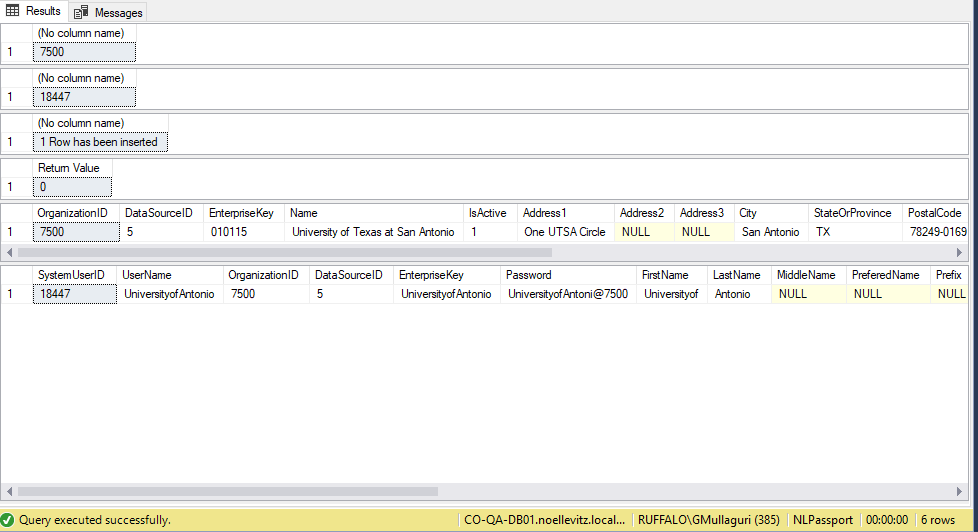 Results Messages
(No column name)
1 7500
(No column name)
1 18447
(No column name)
1 1 Row has been inserted
Return Value
1 0
OrganizationID DataSourceID EnterpriseKey Name IsActive Address1 Address2 Address3 City StateOrProvince PostalCode
1 7500 5 010115 University of Texas at San Antonio 1 One UTSA Circle NULL NULL San Antonio TX 78249-0169
SystemUserID UserName OrganizationID DataSourceID EnterpriseKey Password FirstName LastName MiddleName PreferedName Prefix
1 18447 UniversityofAntonio 7500 5 UniversityofAntonio UniversityofAntoni@7500 Universityof Antonio NULL NULL NULL
Query executed successfully. CO-QA-DB01.noellevitz.local... RUFFALO\GMullaguri (385) NLPassport 00:00:00 6 rows